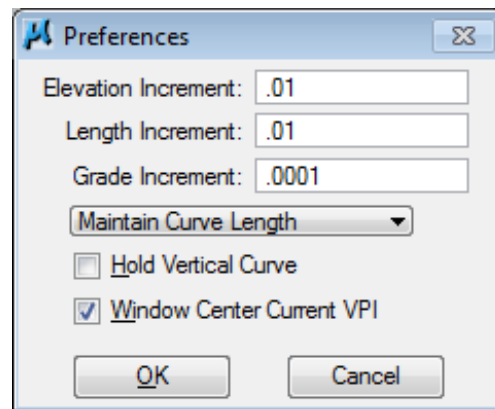 Preferences
Elevation Increment: .01
Length Increment: .01
Grade Increment: .0001
Maintain Curve Length
Hold Vertical Curve
Window Center Current VPI
OK Cancel